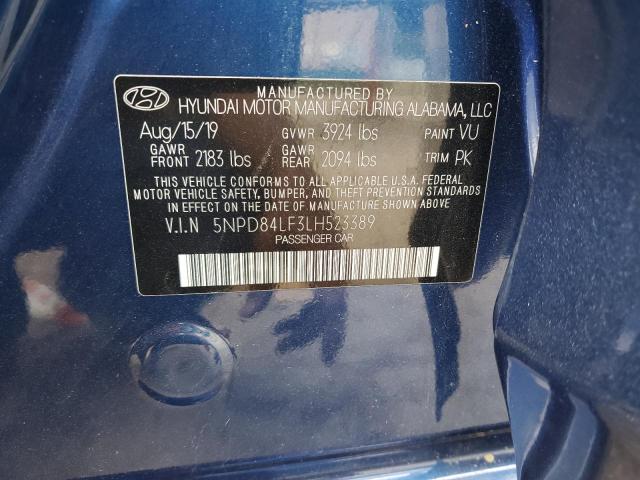 MANUFACTURED BY
HYUNDAI MOTOR MANUFACTURING ALABAMA, LLC
Aug/15/19 GVWR 3924 lbs PAINT VU
GAWR FRONT 2183 lbs GAWR REAR 2094 lbs TRIM PK
THIS VEHICLE CONFORMS TO ALL APPLICABLE U.S.A. FEDERAL
MOTOR VEHICLE SAFETY, BUMPER, AND THEFT PREVENTION STANDARDS
IN EFFECT ON THE DATE OF MANUFACTURE SHOWN ABOVE.
V.I.N 5NPD84LF3LH523389
PASSENGER CAR